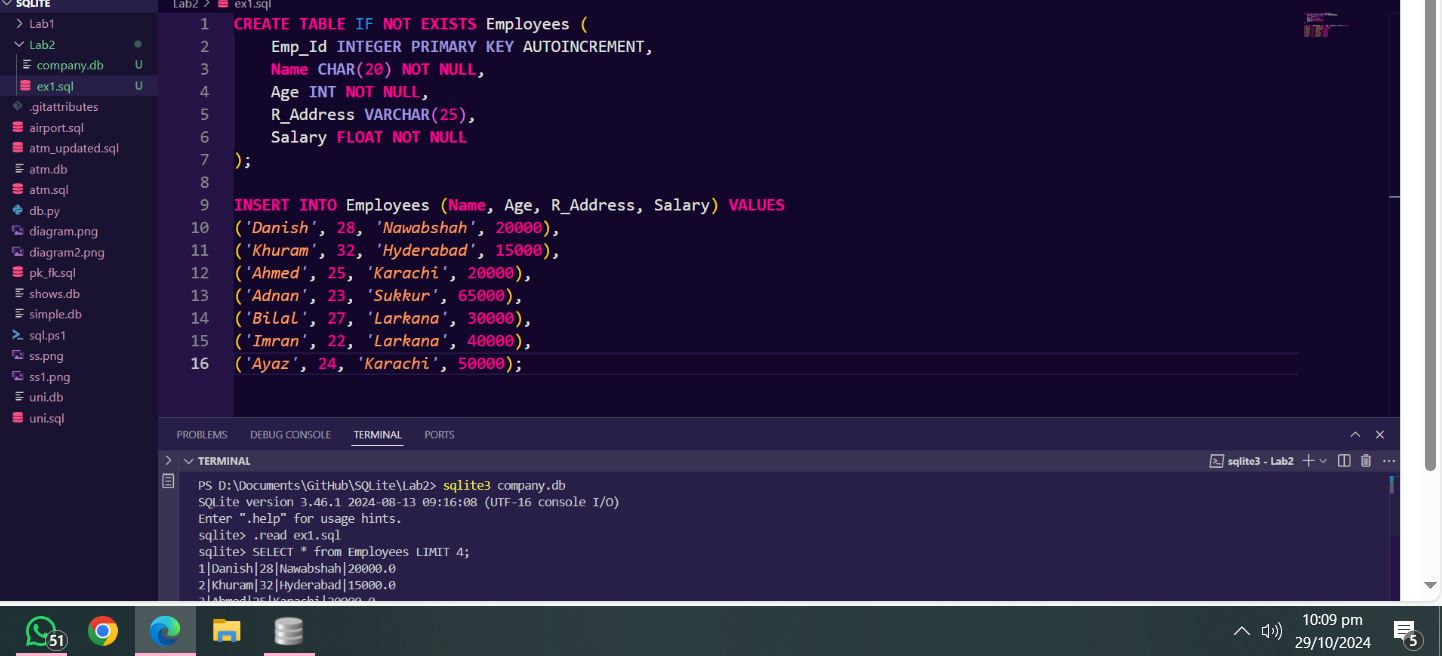 SQLITE
Lab1
Lab2
company.db U
ex1.sql U
.gitattributes
airport.sql
atm_updated.sql
atm.db
atm.sql
db.py
diagram.png
diagram2.png
pk_fk.sql
shows.db
simple.db
sql.ps1
ss.png
ss1.png
uni.db
uni.sql
Lab2 > ex1.sql
1 CREATE TABLE IF NOT EXISTS Employees (
2 Emp_Id INTEGER PRIMARY KEY AUTOINCREMENT,
3 Name CHAR(20) NOT NULL,
4 Age INT NOT NULL,
5 R_Address VARCHAR(25),
6 Salary FLOAT NOT NULL
7 );
8
9 INSERT INTO Employees (Name, Age, R_Address, Salary) VALUES
10 ('Danish', 28, 'Nawabshah', 20000),
11 ('Khuram', 32, 'Hyderabad', 15000),
12 ('Ahmed', 25, 'Karachi', 20000),
13 ('Adnan', 23, 'Sukkur', 65000),
14 ('Bilal', 27, 'Larkana', 30000),
15 ('Imran', 22, 'Larkana', 40000),
16 ('Ayaz', 24, 'Karachi', 50000);
PROBLEMS DEBUG CONSOLE TERMINAL PORTS
TERMINAL
sqlite3 - Lab2
PS D:\Documents\GitHub\SQLite\Lab2> sqlite3 company.db
SQLite version 3.46.1 2024-08-13 09:16:08 (UTF-16 console I/O)
Enter ".help" for usage hints.
sqlite> .read ex1.sql
sqlite> SELECT * from Employees LIMIT 4;
1|Danish|28|Nawabshah|20000.0
2|Khuram|32|Hyderabad|15000.0
3|Ahmed|25|Karachi|20000.0
51
10:09 pm
29/10/2024
5